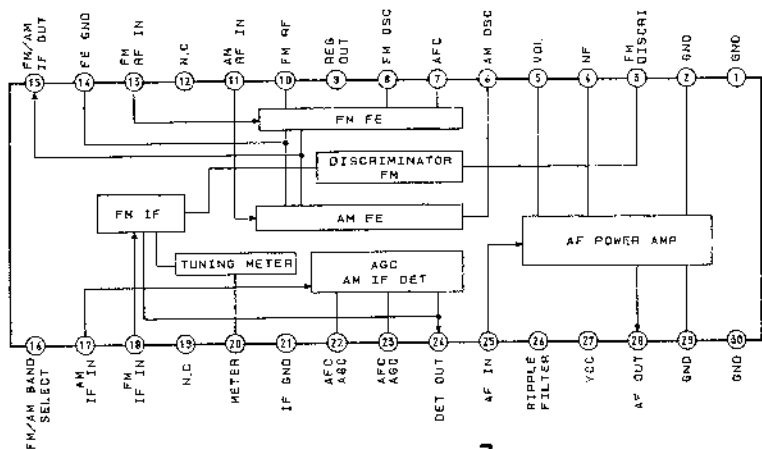 FM/AM
IF OUT
FE GND
FM
RF IN
N.C
AM
RF IN
FM RF
REG
OUT
FM OSC
AFC
AM OSC
VOL
NF
FM
DISCRI
GND
GND
15
14
13
12
11
10
9
8
7
6
5
4
3
2
1
FM FE
DISCRIMINATOR
FM
FM IF
AM FE
AF POWER AMP
TUNING METER
AGC
AM IF DET
16
17
18
19
20
21
22
23
24
25
26
27
28
29
30
FM/AM BAND
SELECT
AM
IF IN
FM
IF IN
N.C
METER
IF GND
AFC
AGC
AFC
AGC
DET OUT
AF IN
RIPPLE
FILTER
VCC
AF OUT
GND
GND